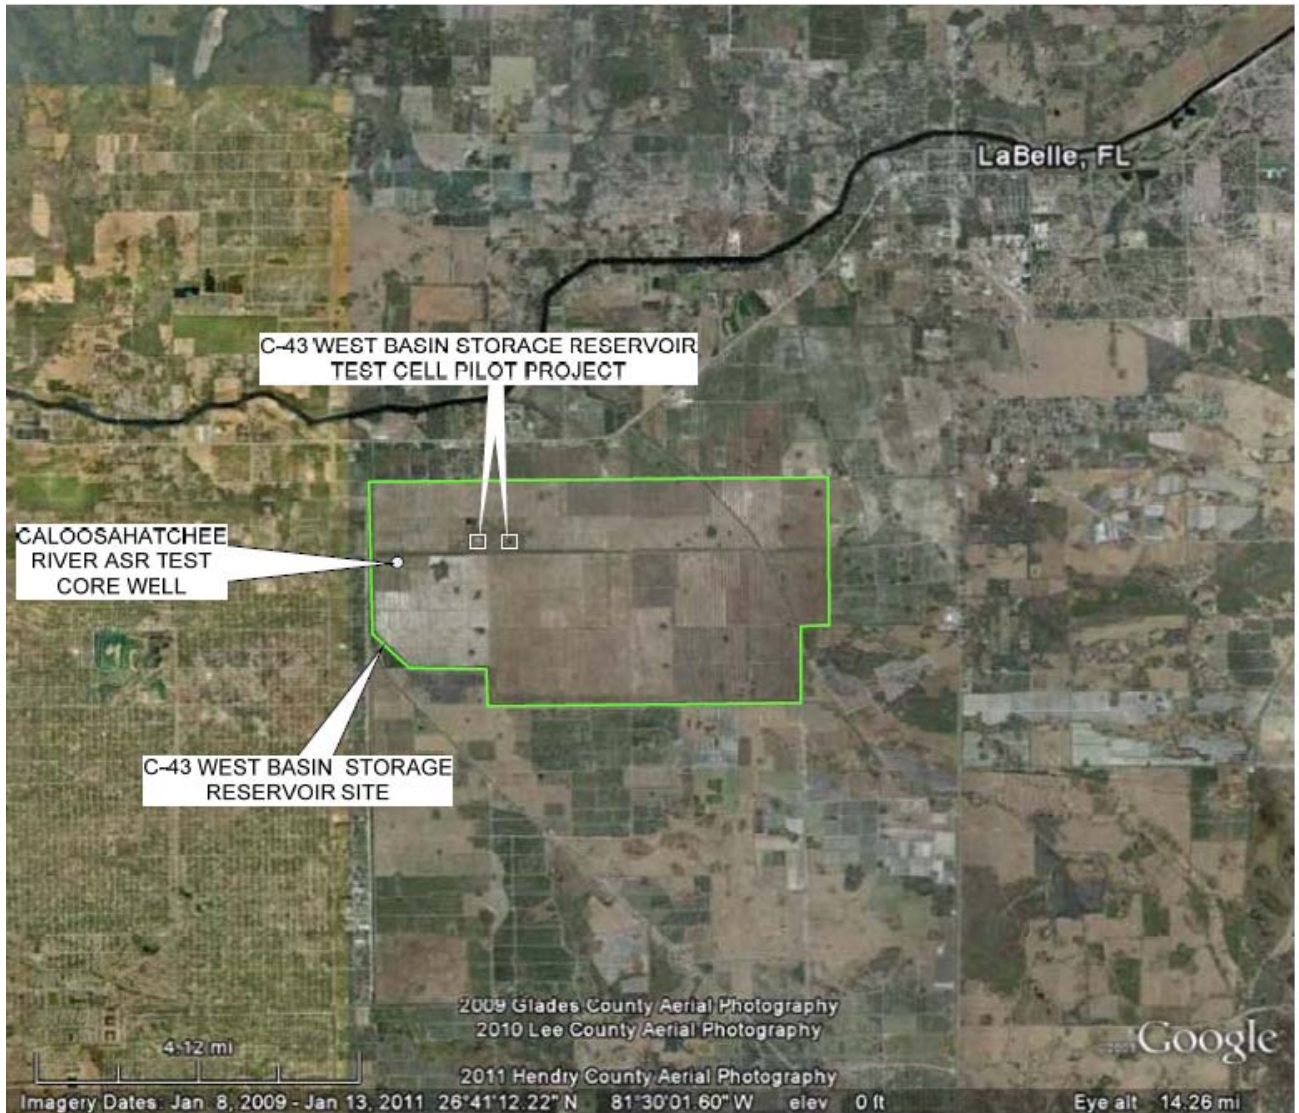 LaBelle, FL
C-43 WEST BASIN STORAGE RESERVOIR
TEST CELL PILOT PROJECT
CALOOSAHATCHEE
RIVER ASR TEST
CORE WELL
C-43 WEST BASIN STORAGE
RESERVOIR SITE
2009 Glades County Aerial Photography
2010 Lee County Aerial Photography
Google
4.12 mi
2011 Hendry County Aerial Photography
Imagery Dates: Jan 8, 2009 - Jan 13, 2011 26°41'12.22" N 81°30'01.60" W elev 0 ft Eye alt 14.26 mi